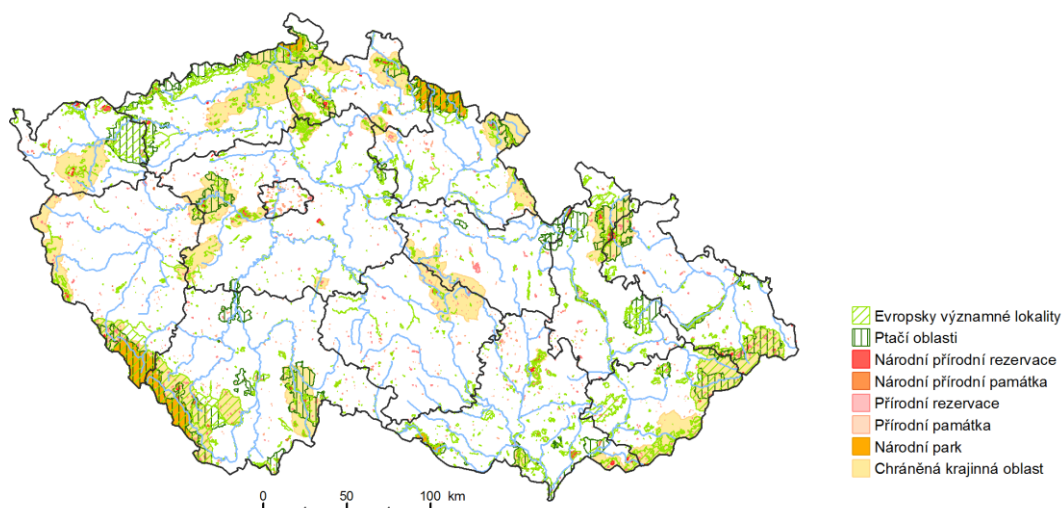 Evropsky významné lokality
Ptačí oblasti
Národní přírodní rezervace
Národní přírodní památka
Přírodní rezervace
Přírodní památka
Národní park
Chráněná krajinná oblast
0 50 100 km